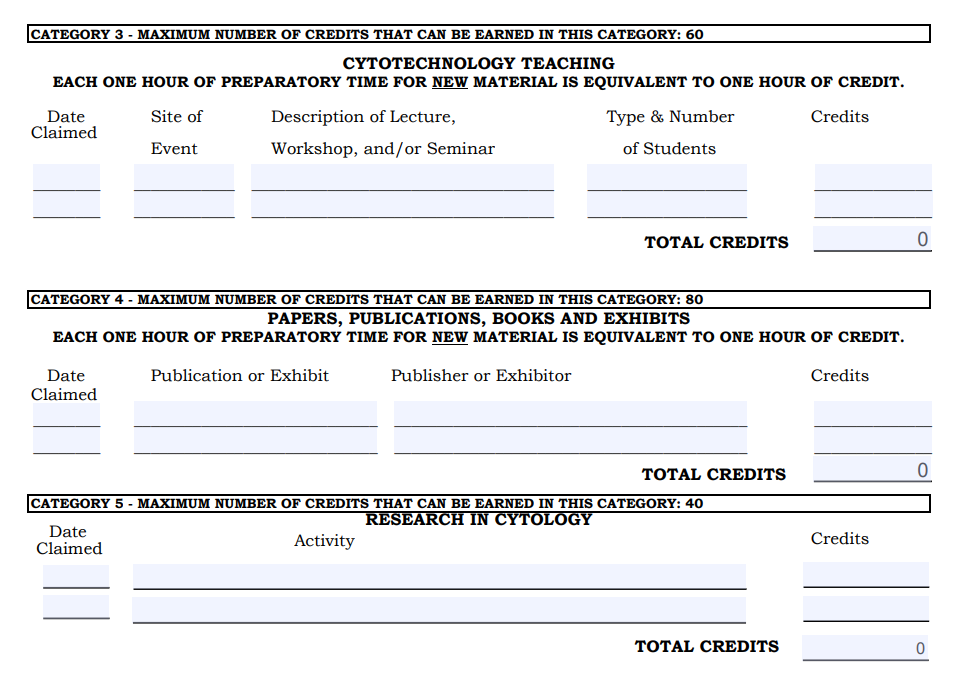 CATEGORY 3 - MAXIMUM NUMBER OF CREDITS THAT CAN BE EARNED IN THIS CATEGORY: 60
CYTOTECHNOLOGY TEACHING
EACH ONE HOUR OF PREPARATORY TIME FOR NEW MATERIAL IS EQUIVALENT TO ONE HOUR OF CREDIT.
Date Site of Description of Lecture, Type & Number Credits
Claimed
Event Workshop, and/or Seminar of Students
TOTAL CREDITS 0
CATEGORY 4 - MAXIMUM NUMBER OF CREDITS THAT CAN BE EARNED IN THIS CATEGORY: 80
PAPERS, PUBLICATIONS, BOOKS AND EXHIBITS
EACH ONE HOUR OF PREPARATORY TIME FOR NEW MATERIAL IS EQUIVALENT TO ONE HOUR OF CREDIT.
Date Publication or Exhibit Publisher or Exhibitor Credits
Claimed
TOTAL CREDITS 0
CATEGORY 5 - MAXIMUM NUMBER OF CREDITS THAT CAN BE EARNED IN THIS CATEGORY: 40
RESEARCH IN CYTOLOGY
Date Activity Credits
Claimed
TOTAL CREDITS 0